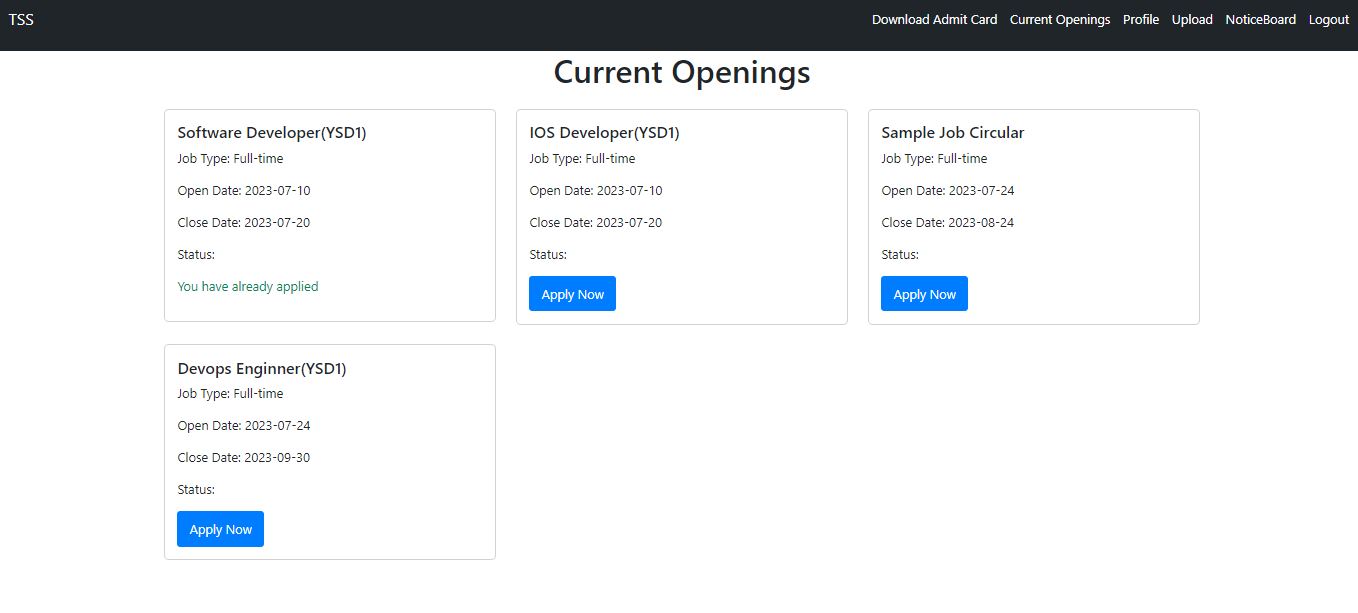 TSS
Download Admit Card Current Openings Profile Upload NoticeBoard Logout
Current Openings
Software Developer(YSD1)
Job Type: Full-time
Open Date: 2023-07-10
Close Date: 2023-07-20
Status:
You have already applied
IOS Developer(YSD1)
Job Type: Full-time
Open Date: 2023-07-10
Close Date: 2023-07-20
Status:
Apply Now
Sample Job Circular
Job Type: Full-time
Open Date: 2023-07-24
Close Date: 2023-08-24
Status:
Apply Now
Devops Enginner(YSD1)
Job Type: Full-time
Open Date: 2023-07-24
Close Date: 2023-09-30
Status:
Apply Now